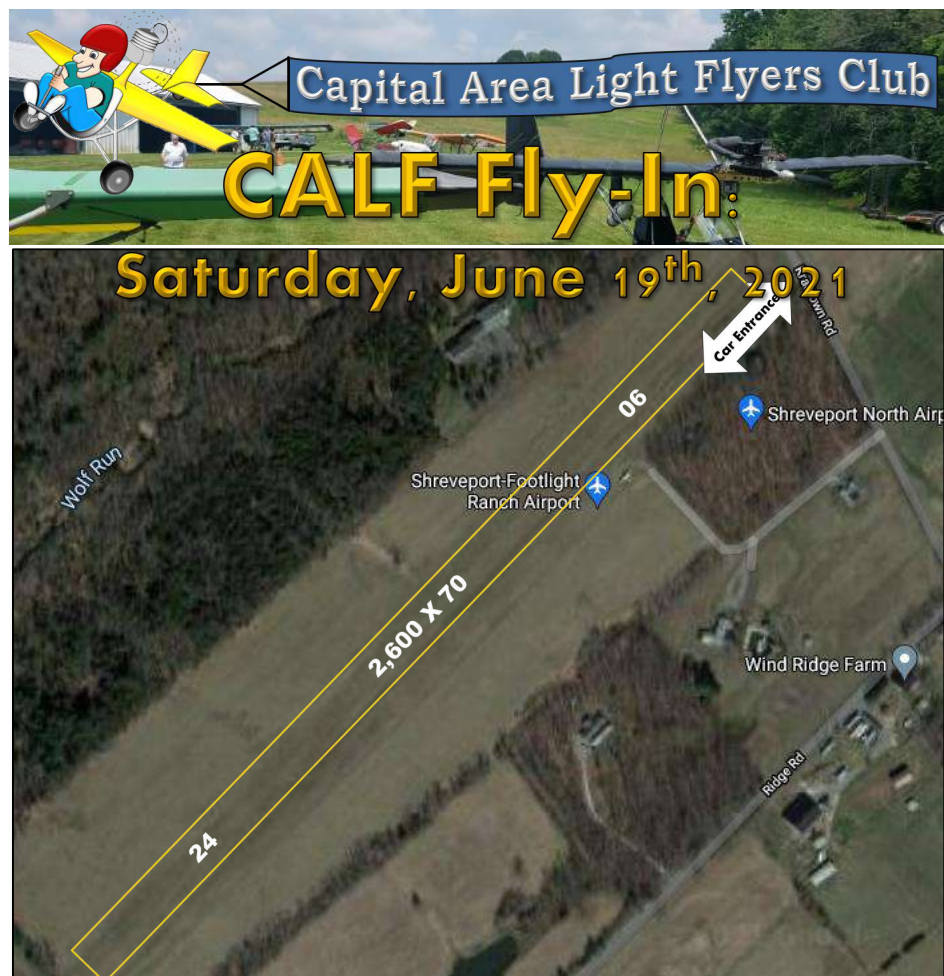 Capital Area Light Flyers Club
CALF Fly-In:
Saturday, June 19th, 2021
Car Entrance
06
Shreveport North Airp
Wolf Run
Shreveport-Footlight
Ranch Airport
2,600 X 70
Wind Ridge Farm
Ridge Rd
24